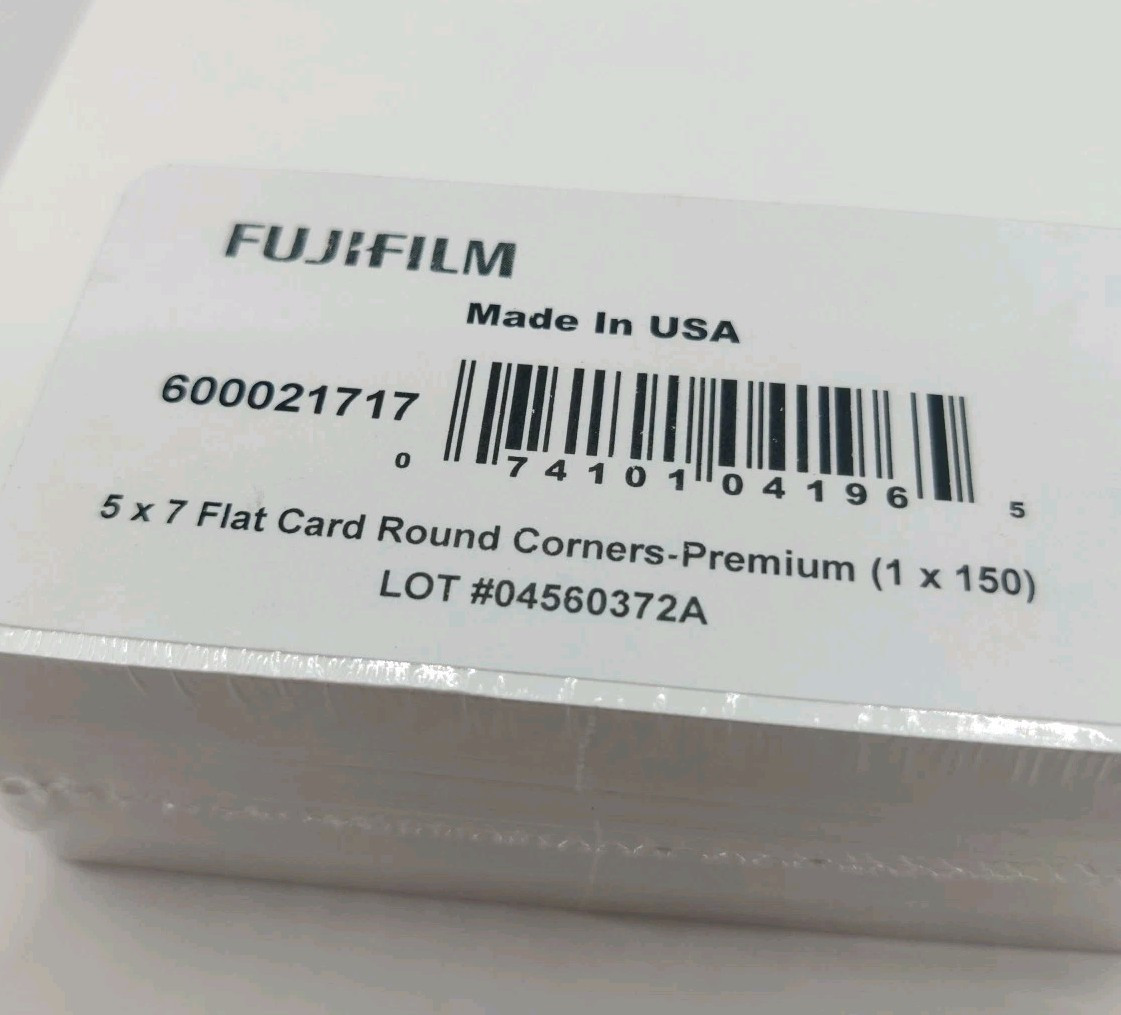 FUJIFILM
Made In USA
600021717
0 74101 04196 5
5 x 7 Flat Card Round Corners-Premium (1 x 150)
LOT #04560372A